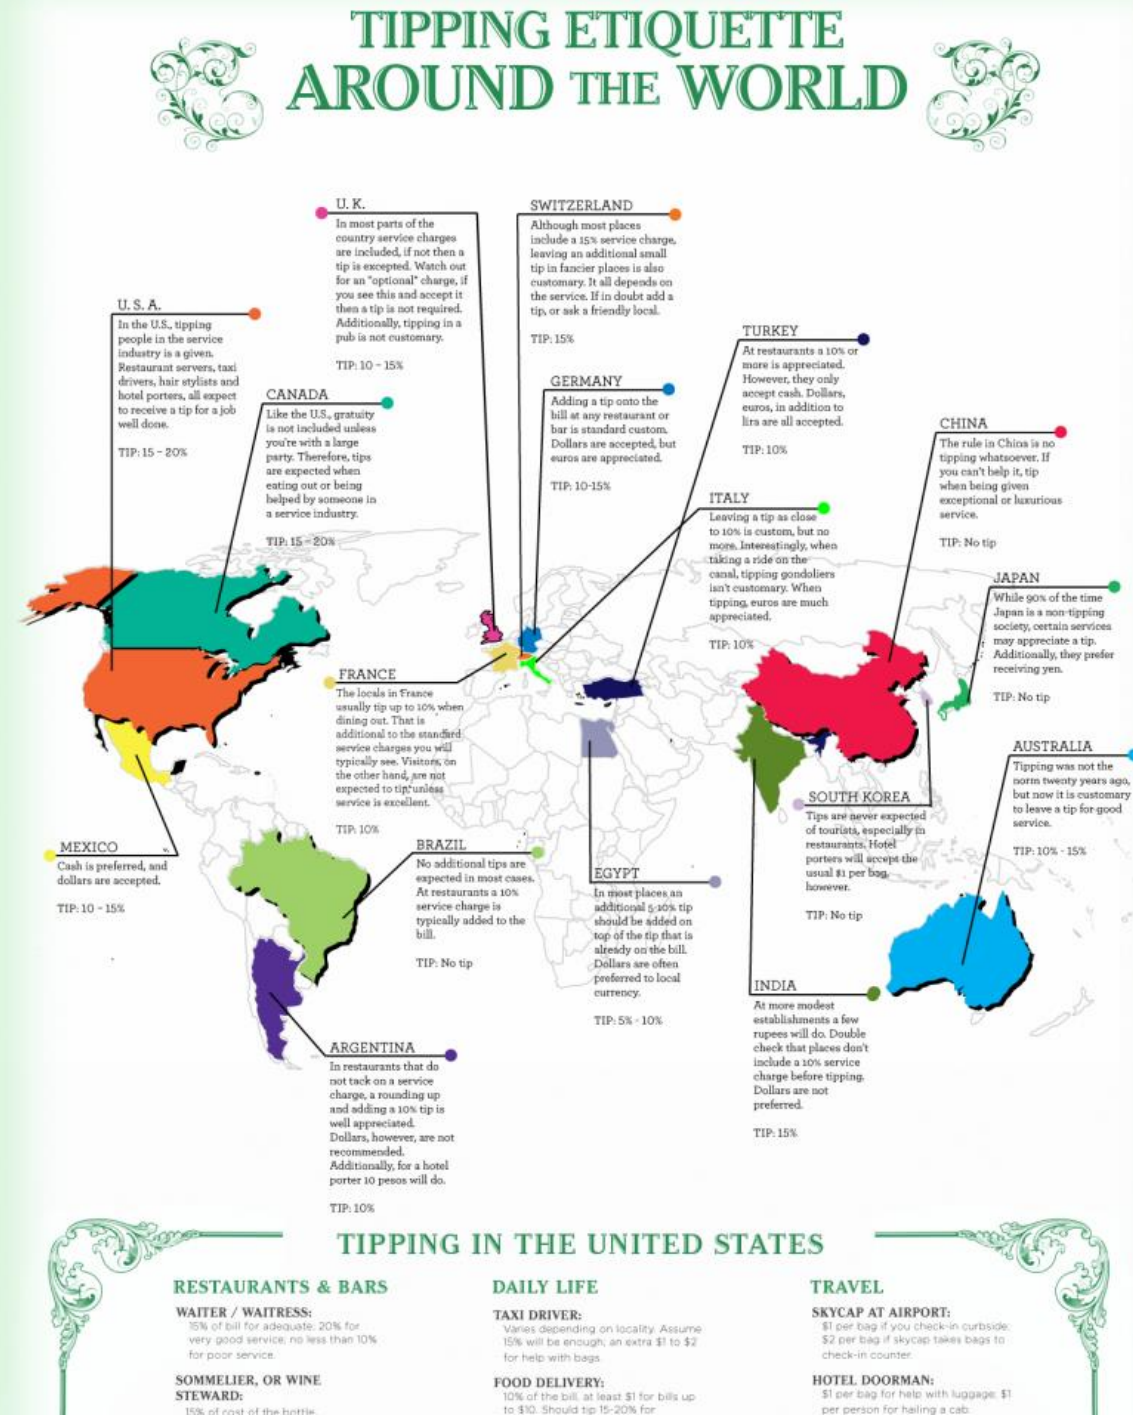 TIPPING ETIQUETTE
AROUND THE WORLD
U. K.
In most parts of the
country service charges
are included, if not then a
tip is excepted. Watch out
for an "optional" charge, if
you see this and accept it
then a tip is not required.
Additionally, tipping in a
pub is not customary.
TIP: 10 - 15%
SWITZERLAND
Although most places
include a 15% service charge,
leaving an additional small
tip in fancier places is also
customary. It all depends on
the service. If in doubt add a
tip, or ask a friendly local.
TIP: 15%
U. S. A.
In the U.S., tipping
people in the service
industry is a given.
Restaurant servers, taxi
drivers, hair stylists and
hotel porters, all expect
to receive a tip for a job
well done.
TIP: 15 - 20%
CANADA
Like the U.S., gratuity
is not included unless
you're with a large
party. Therefore, tips
are expected when
eating out or being
helped by someone in
a service industry.
TIP: 15 - 20%
GERMANY
Adding a tip onto the
bill at any restaurant or
bar is standard custom.
Dollars are accepted, but
euros are appreciated.
TIP: 10-15%
TURKEY
At restaurants a 10% or
more is appreciated.
However, they only
accept cash. Dollars,
euros, in addition to
lira are all accepted.
TIP: 10%
ITALY
Leaving a tip as close
to 10% is custom, but no
more. Interestingly, when
taking a ride on the
canal, tipping gondoliers
isn't customary. When
tipping, euros are much
appreciated.
TIP: 10%
CHINA
The rule in China is no
tipping whatsoever. If
you can't help it, tip
when being given
exceptional or luxurious
service.
TIP: No tip
JAPAN
While 90% of the time
Japan is a non-tipping
society, certain services
may appreciate a tip.
Additionally, they prefer
receiving yen.
TIP: No tip
FRANCE
The locals in France
usually tip up to 10% when
dining out. That is
additional to the standard
service charges you will
typically see. Visitors, on
the other hand, are not
expected to tip unless
service is excellent.
TIP: 10%
AUSTRALIA
Tipping was not the
norm twenty years ago,
but now it is customary
to leave a tip for good
service.
TIP: 10% - 15%
SOUTH KOREA
Tips are never expected
of tourists, especially in
restaurants. Hotel
porters will accept the
usual $1 per bag,
however.
TIP: No tip
MEXICO
Cash is preferred, and
dollars are accepted.
TIP: 10 - 15%
BRAZIL
No additional tips are
expected in most cases.
At restaurants a 10%
service charge is
typically added to the
bill.
TIP: No tip
EGYPT
In most places an
additional 5-10% tip
should be added on
top of the tip that is
already on the bill.
Dollars are often
preferred to local
currency.
TIP: 5% - 10%
INDIA
At more modest
establishments a few
rupees will do. Double
check that places don't
include a 10% service
charge before tipping.
Dollars are not
preferred.
TIP: 15%
ARGENTINA
In restaurants that do
not tack on a service
charge, a rounding up
and adding a 10% tip is
well appreciated.
Dollars, however, are not
recommended.
Additionally, for a hotel
porter 10 pesos will do.
TIP: 10%
TIPPING IN THE UNITED STATES
RESTAURANTS & BARS
WAITER / WAITRESS:
15% of bill for adequate; 20% for
very good service; no less than 10%
for poor service.
SOMMELIER, OR WINE
STEWARD:
15% of cost of the bottle
DAILY LIFE
TAXI DRIVER:
Varies depending on locality. Assume
15% will be enough; an extra $1 to $2
for help with bags
FOOD DELIVERY:
10% of the bill, at least $1 for bills up
to $10. Should tip 15-20% for
TRAVEL
SKYCAP AT AIRPORT:
$1 per bag if you check-in curbside;
$2 per bag if skycap takes bags to
check-in counter.
HOTEL DOORMAN:
$1 per bag for help with luggage; $1
per person for hailing a cab